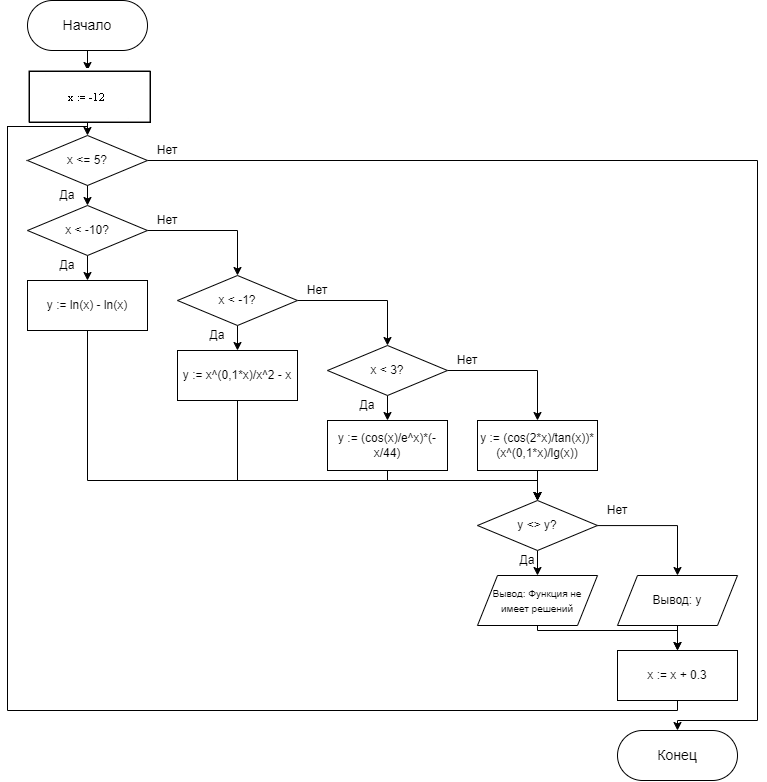 Начало
x := -12
x <= 5?
Нет
Да
x < -10?
Нет
Да
y := ln(x) - ln(x)
x < -1?
Нет
Да
y := x^(0,1*x)/x^2 - x
x < 3?
Нет
Да
y := (cos(x)/e^x)*(-
x/44)
y := (cos(2*x)/tan(x))*
(x^(0,1*x)/lg(x))
y <> y?
Нет
Да
Вывод: Функция не
имеет решений
Вывод: y
x := x + 0.3
Конец